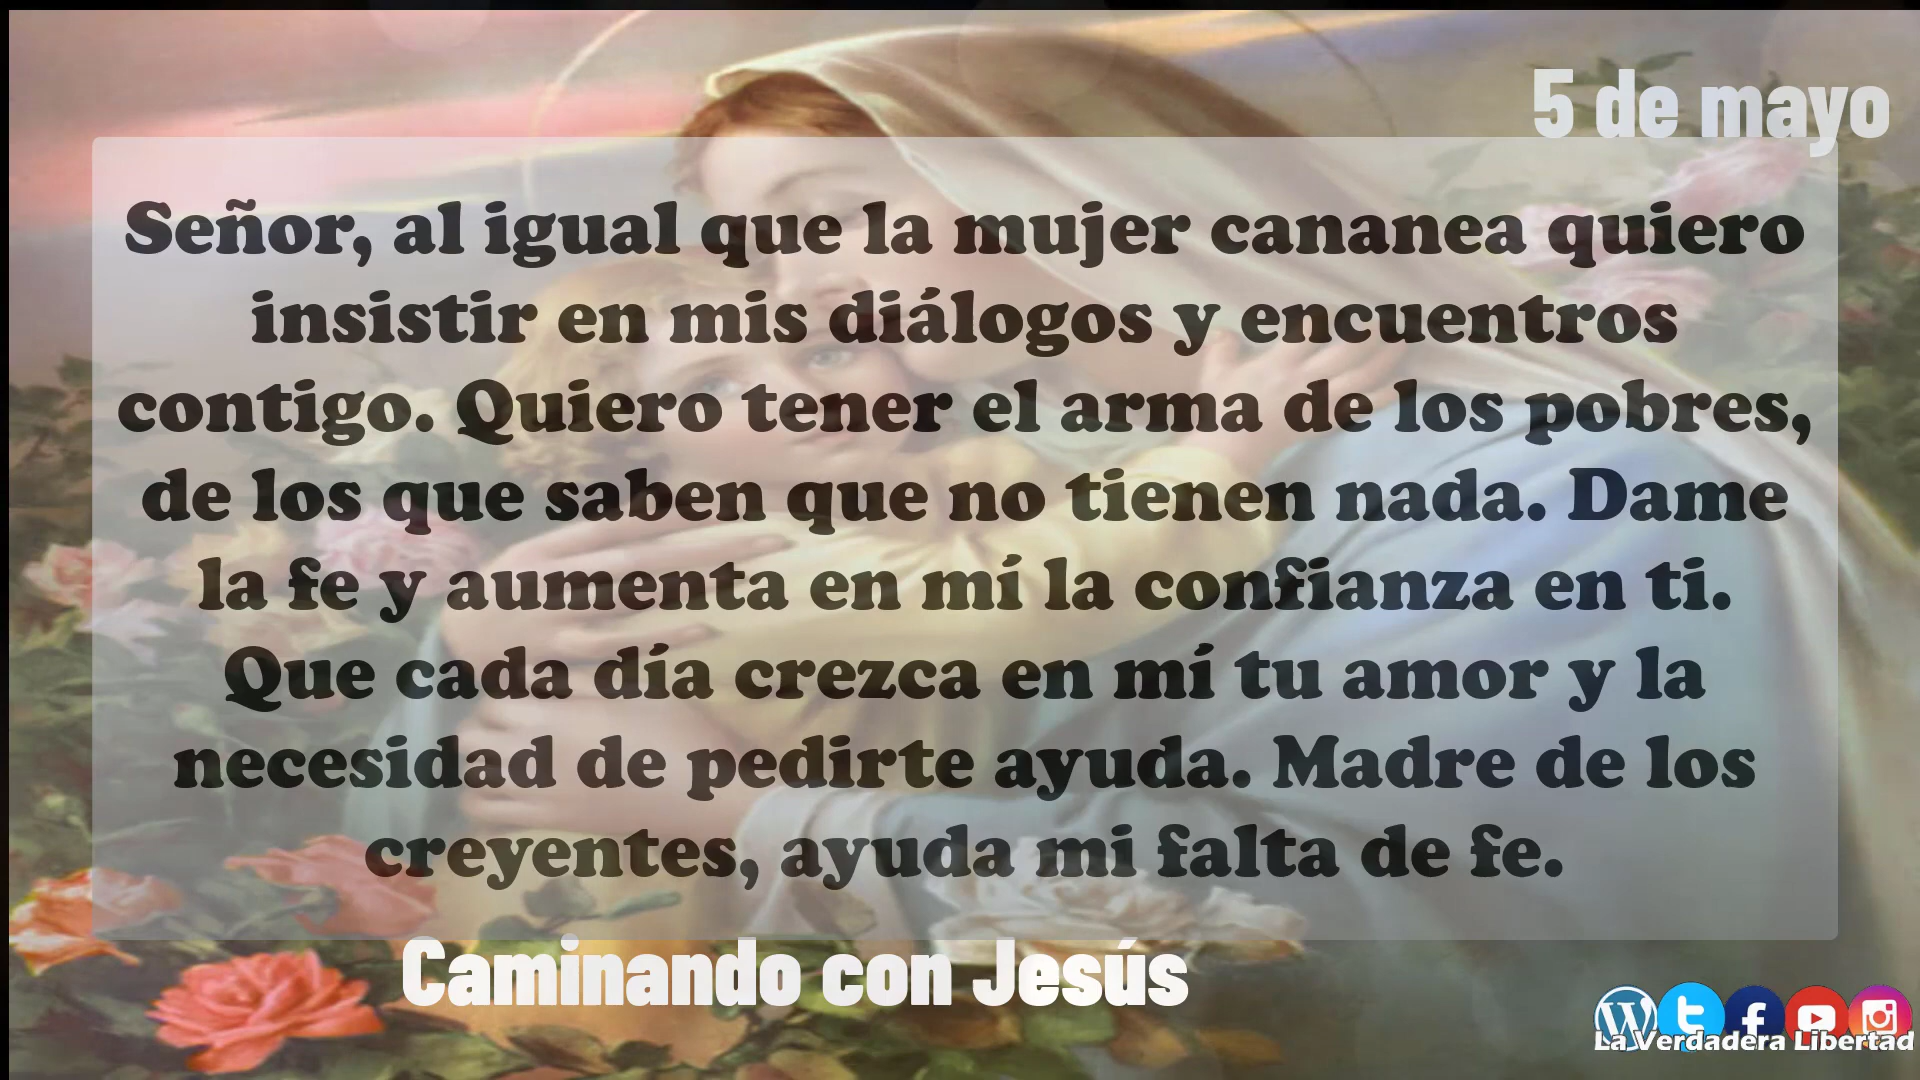 5 de mayo
Señor, al igual que la mujer cananea quiero
insistir en mis diálogos y encuentros
contigo. Quiero tener el arma de los pobres,
de los que saben que no tienen nada. Dame
la fe y aumenta en mí la confianza en ti.
Que cada día crezca en mí tu amor y la
necesidad de pedirte ayuda. Madre de los
creyentes, ayuda mi falta de fe.
Caminando con Jesús
La Verdadera Libertad